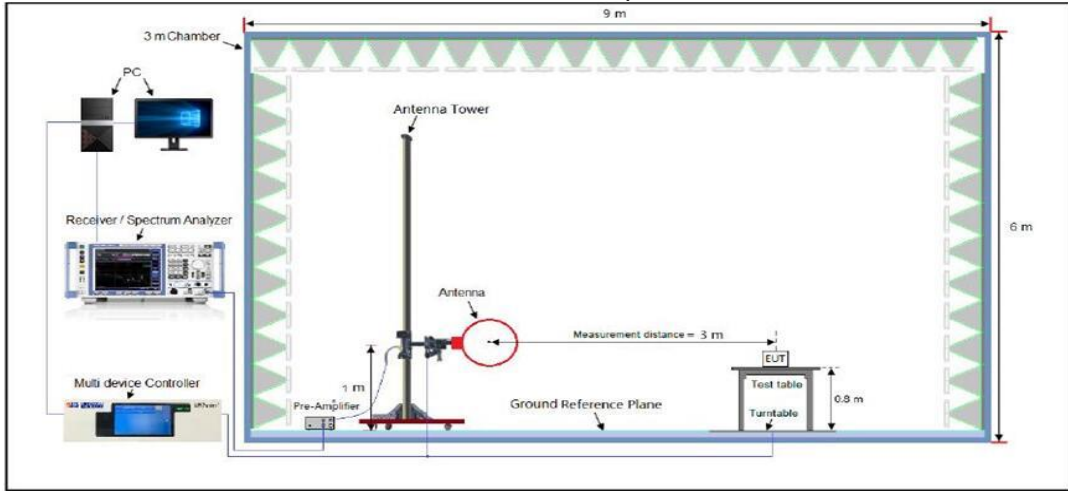 9 m
3 m Chamber
PC
Antenna Tower
Receiver / Spectrum Analyzer
6 m
Antenna
Measurement distance = 3 m
EUT
Multi device Controller
1 m
Test table
0.8 m
Pre-Amplifier
Ground Reference Plane
Turntable